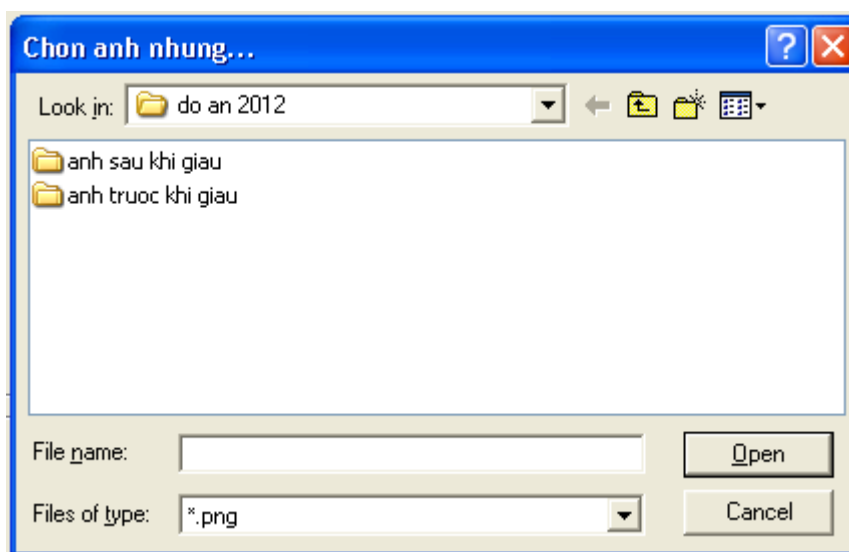 Chon anh nhung...
Look in: do an 2012
anh sau khi giau
anh truoc khi giau
File name: Open
Files of type: *.png Cancel